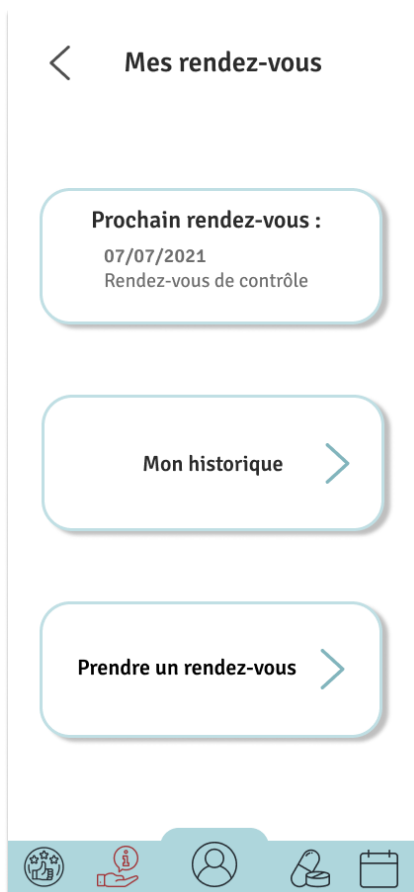 Mes rendez-vous
Prochain rendez-vous :
07/07/2021
Rendez-vous de contrôle
Mon historique
Prendre un rendez-vous